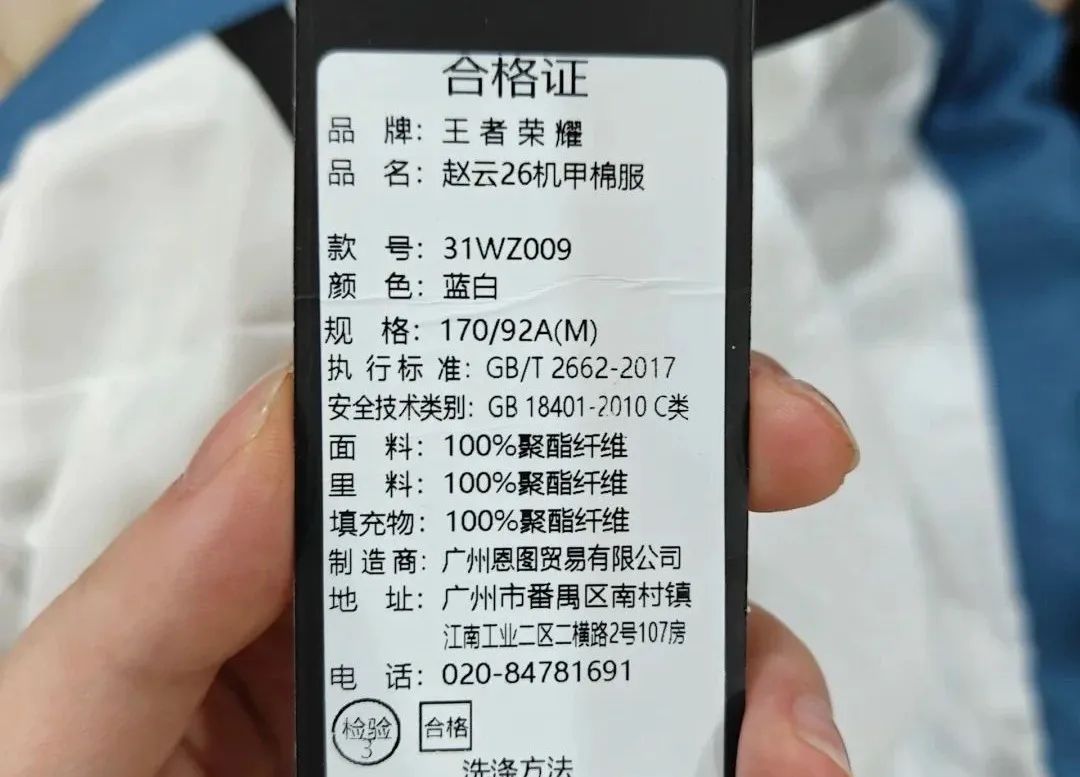 合格证
品 牌：王者荣耀
品 名：赵云26机甲棉服
款 号：31WZ009
颜 色：蓝白
规 格：170/92A(M)
执行标准：GB/T 2662-2017
安全技术类别：GB 18401-2010 C类
面 料：100%聚酯纤维
里 料：100%聚酯纤维
填充物：100%聚酯纤维
制造商：广州恩图贸易有限公司
地 址：广州市番禺区南村镇
江南工业二区二横路2号107房
电 话：020-84781691
检验 3 合格
洗涤方法